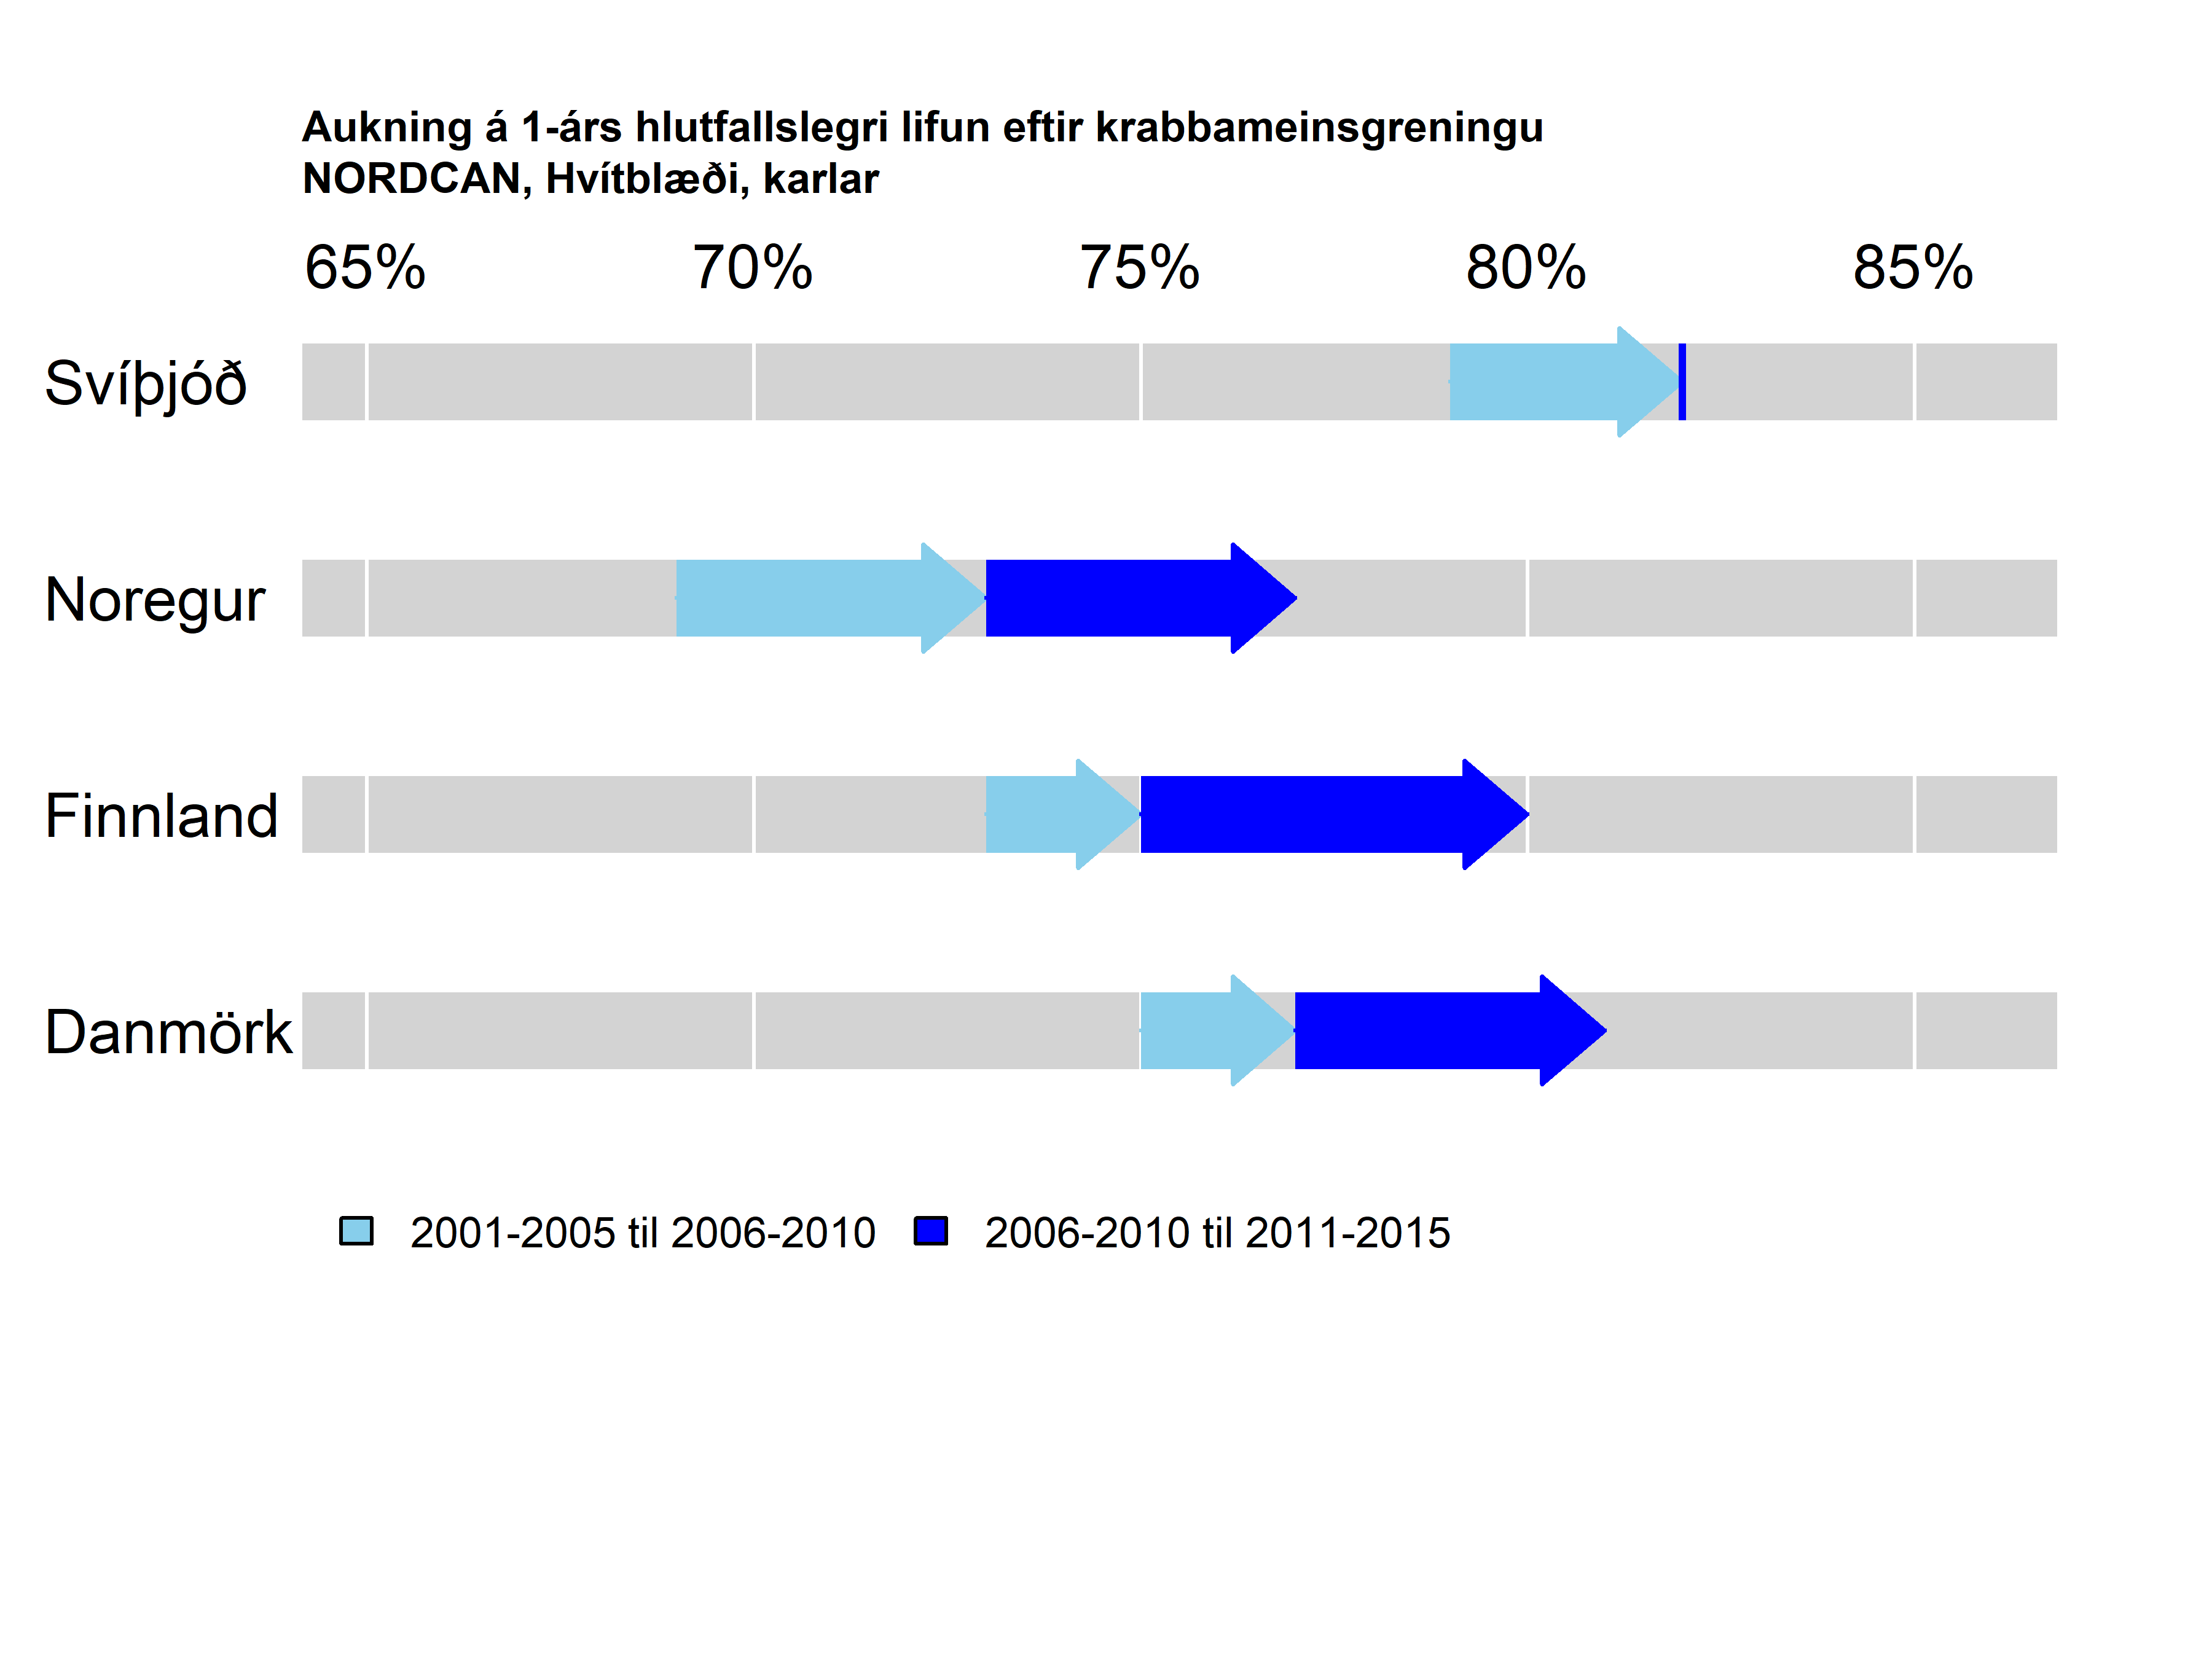 Aukning á 1-árs hlutfallslegri lifun eftir krabbameinsgreningu
NORDCAN, Hvítblæði, karlar
65% 70% 75% 80% 85%
Svíþjóð
Noregur
Finnland
Danmörk
2001-2005 til 2006-2010 2006-2010 til 2011-2015